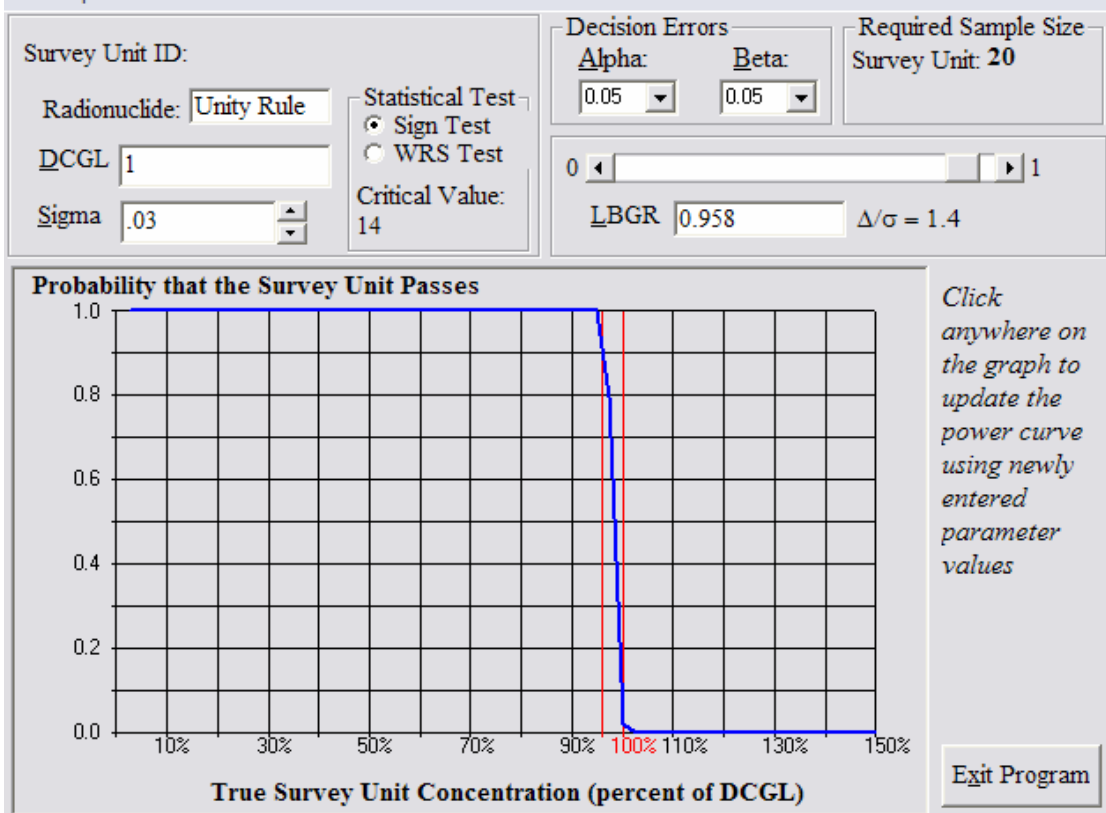 Survey Unit ID:
Radionuclide: Unity Rule
DCGL 1
Sigma .03
Statistical Test
Sign Test
WRS Test
Critical Value:
14
Decision Errors
Alpha: Beta:
0.05 0.05
Required Sample Size
Survey Unit: 20
0 1
LBGR 0.958 Δ/σ = 1.4
Probability that the Survey Unit Passes
1.0
0.8
0.6
0.4
0.2
0.0
10% 30% 50% 70% 90% 100% 110% 130% 150%
True Survey Unit Concentration (percent of DCGL)
Click
anywhere on
the graph to
update the
power curve
using newly
entered
parameter
values
Exit Program